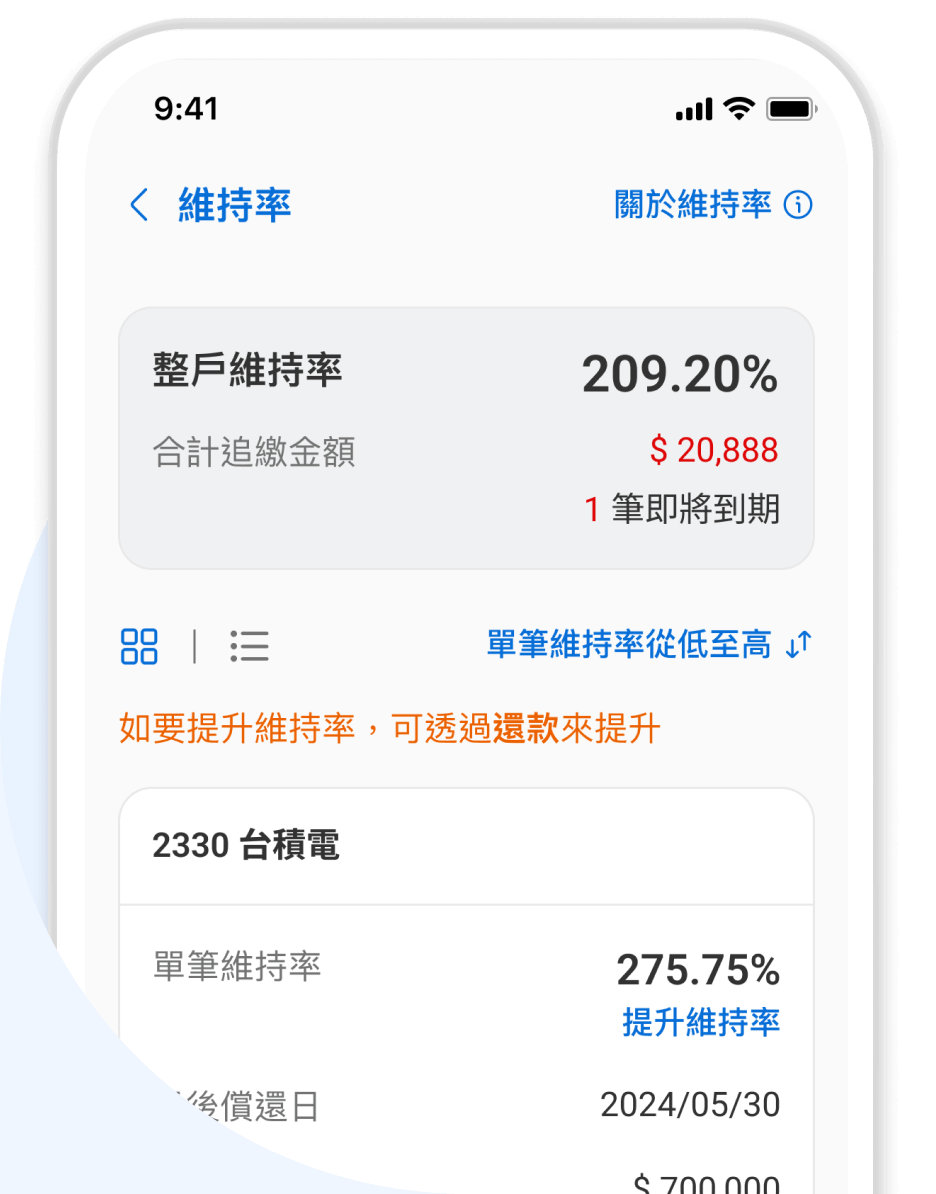 9:41
維持率
關於維持率
整戶維持率 209.20%
合計追繳金額 $ 20,888
1 筆即將到期
單筆維持率從低至高
如要提升維持率，可透過還款來提升
2330 台積電
單筆維持率 275.75%
提升維持率
後償還日 2024/05/30
$ 700,000